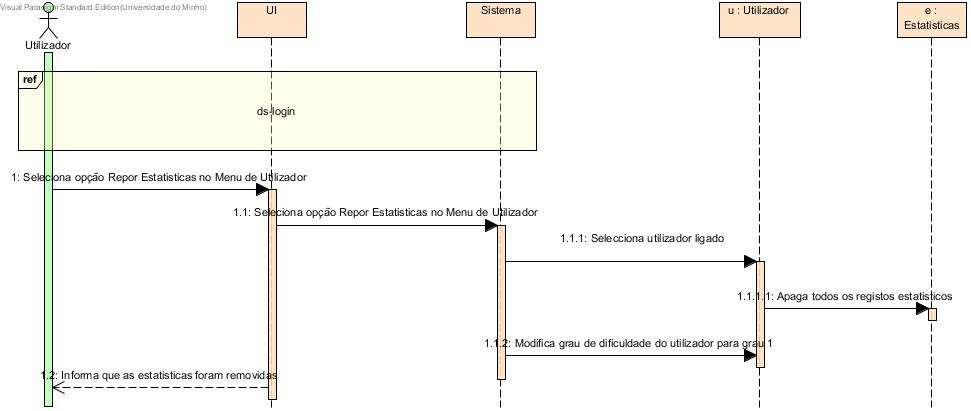 Visual Paradigm Standard Edition(Universidade do Minho)
UI
Sistema
u : Utilizador
e :
Estatisticas
Utilizador
ref
ds-login
1: Seleciona opção Repor Estatisticas no Menu de Utilizador
1.1: Seleciona opção Repor Estatisticas no Menu de Utilizador
1.1.1: Selecciona utilizador ligado
1.1.1.1: Apaga todos os registos estatisticos
1.1.2: Modifica grau de dificuldade do utilizador para grau 1
1.2: Informa que as estatisticas foram removidas